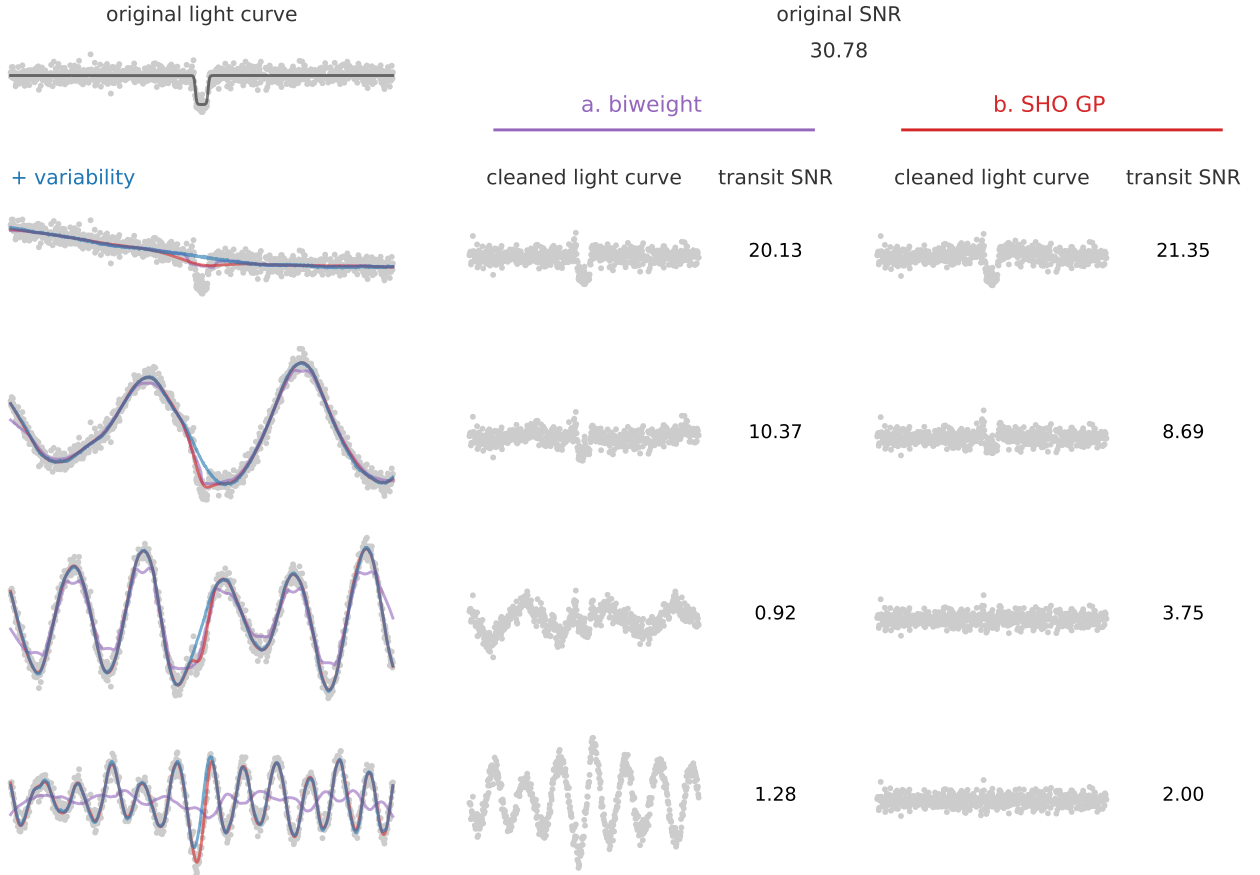 original light curve
original SNR
30.78
a. biweight
b. SHO GP
+ variability
cleaned light curve
transit SNR
cleaned light curve
transit SNR
20.13
21.35
10.37
8.69
0.92
3.75
1.28
2.00